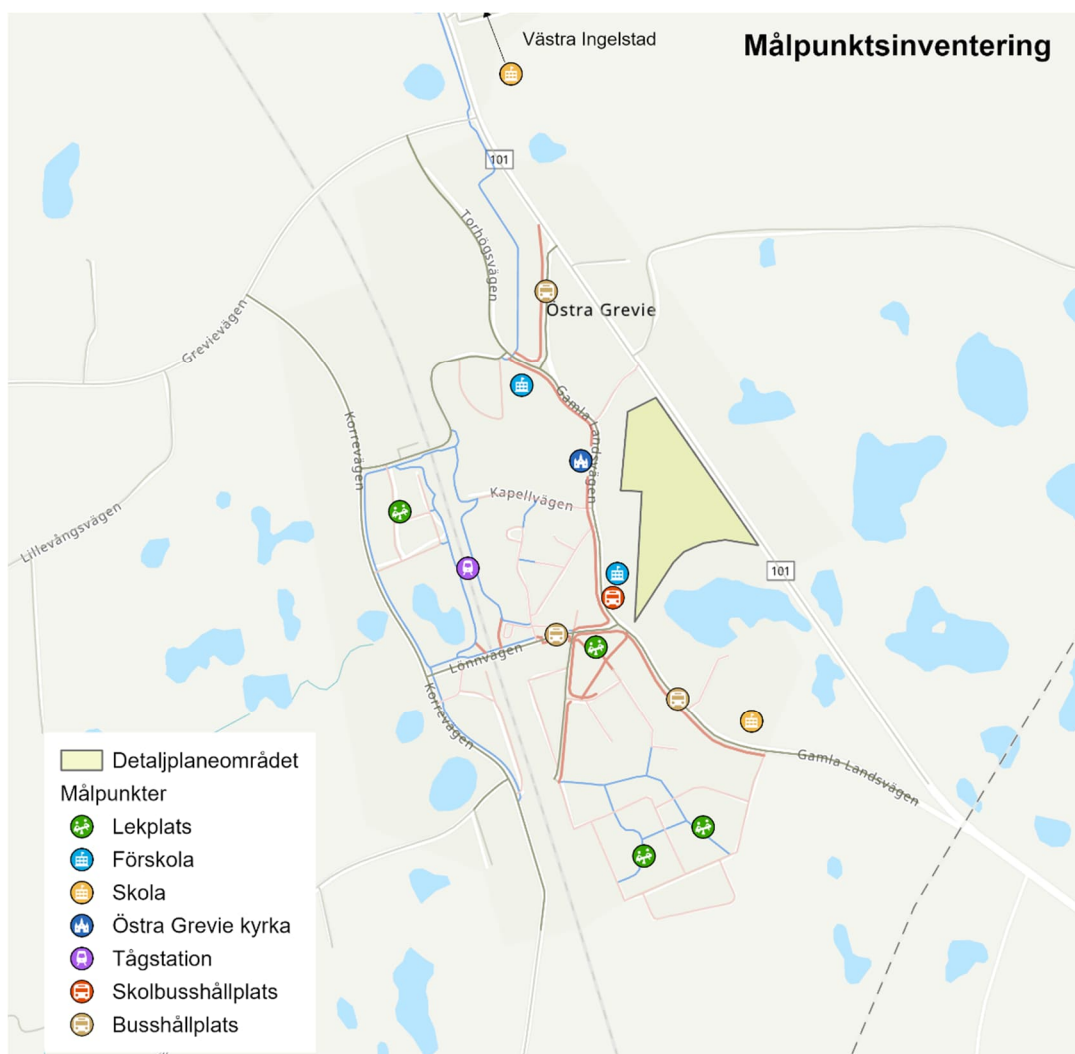 Västra Ingelstad
Målpunktsinventering
101
Torhögsvägen
Östra Grevie
Grevievägen
Gamla Landsvägen
Korrevägen
Kapellvägen
Lillevångsvägen
101
Lönnvägen
Korrevägen
Gamla Landsvägen
Detaljplaneområdet
Målpunkter
Lekplats
Förskola
Skola
Östra Grevie kyrka
Tågstation
Skolbusshållplats
Busshållplats